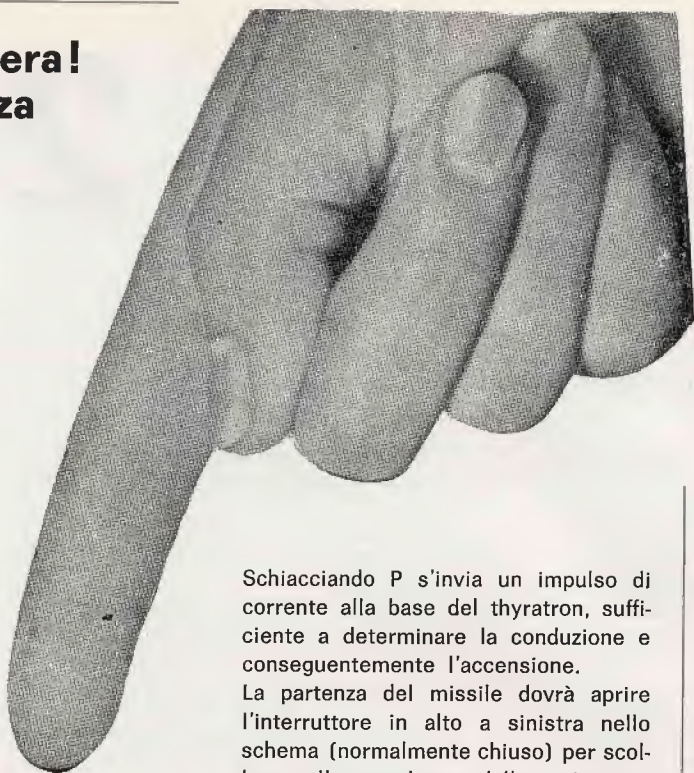 era!
za
Schiacciando P s'invia un impulso di
corrente alla base del thyratron, suffi-
ciente a determinare la conduzione e
conseguentemente l'accensione.
La partenza del missile dovrà aprire
l'interruttore in alto a sinistra nello
schema (normalmente chiuso) per scol-